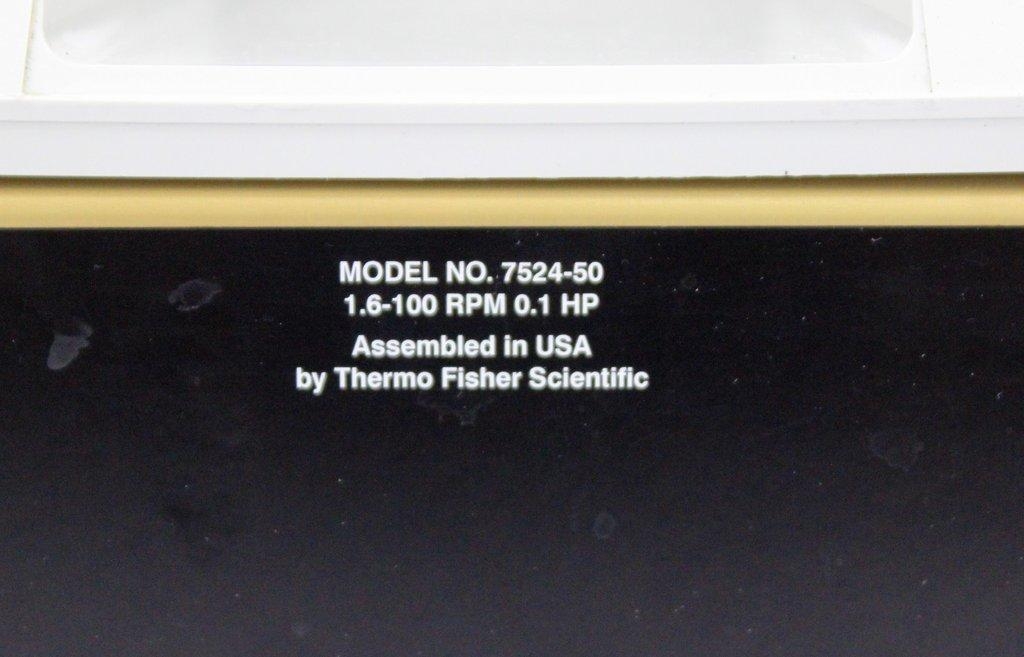 MODEL NO. 7524-50
1.6-100 RPM 0.1 HP
Assembled in USA
by Thermo Fisher Scientific